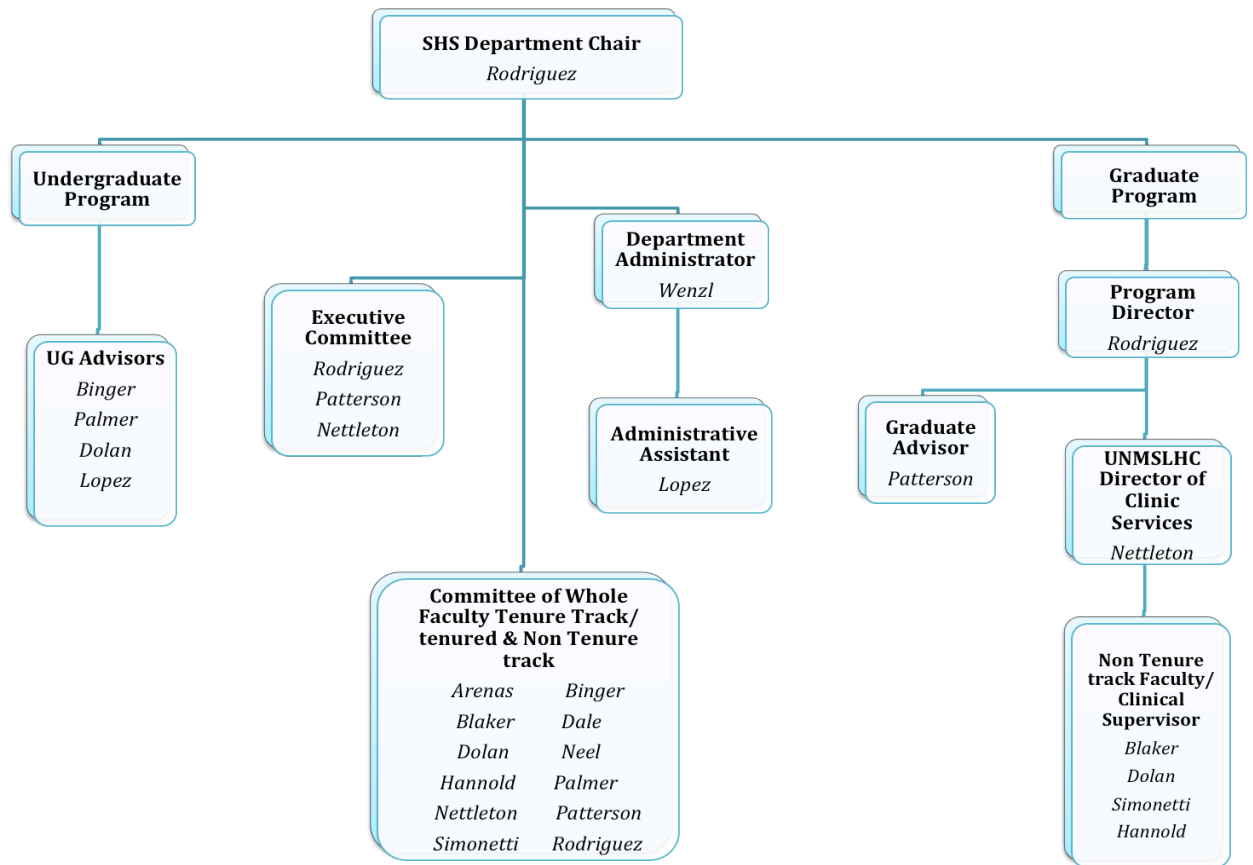 SHS Department Chair
Rodriguez
Undergraduate
Program
UG Advisors
Binger
Palmer
Dolan
Lopez
Executive
Committee
Rodriguez
Patterson
Nettleton
Department
Administrator
Wenzl
Administrative
Assistant
Lopez
Committee of Whole
Faculty Tenure Track/
tenured & Non Tenure
track
Arenas Binger
Blaker Dale
Dolan Neel
Hannold Palmer
Nettleton Patterson
Simonetti Rodriguez
Graduate
Program
Program
Director
Rodriguez
Graduate
Advisor
Patterson
UNMSLHC
Director of
Clinic
Services
Nettleton
Non Tenure
track Faculty/
Clinical
Supervisor
Blaker
Dolan
Simonetti
Hannold